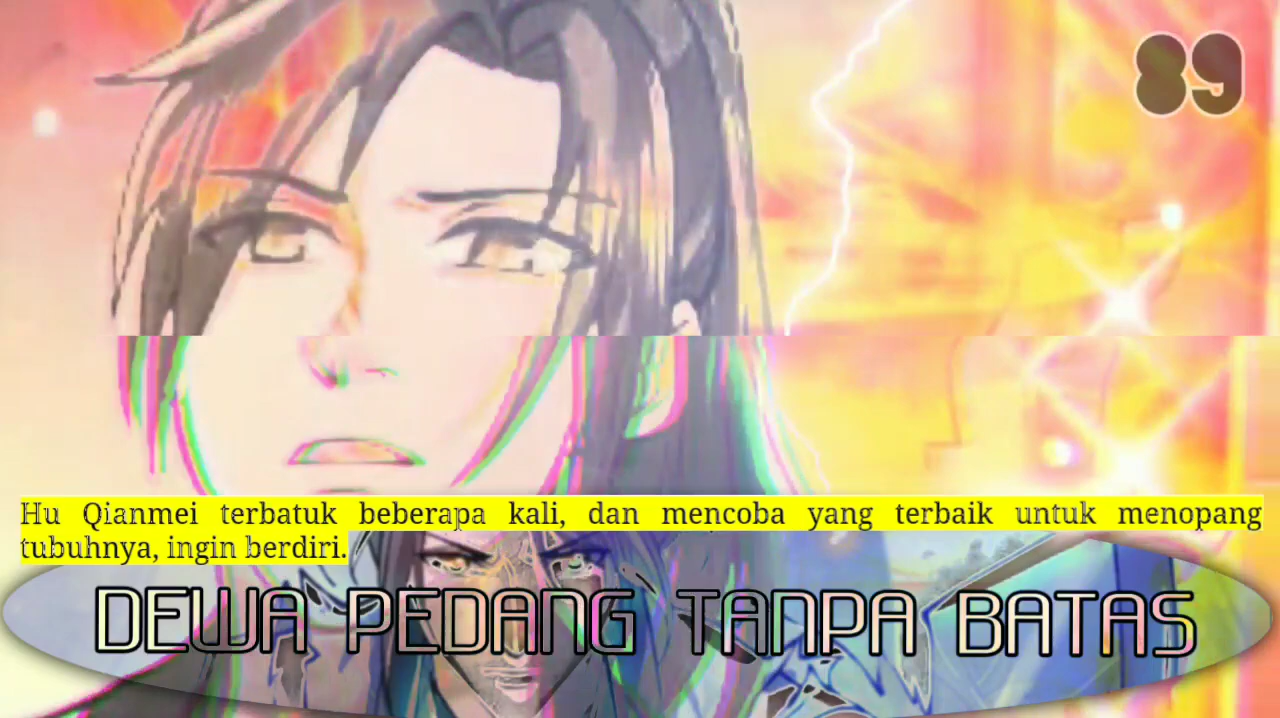 89
Hu Qianmei terbatuk beberapa kali, dan mencoba yang terbaik untuk menopang
tubuhnya, ingin berdiri.
DEWA PEDANG TANPA BATAS